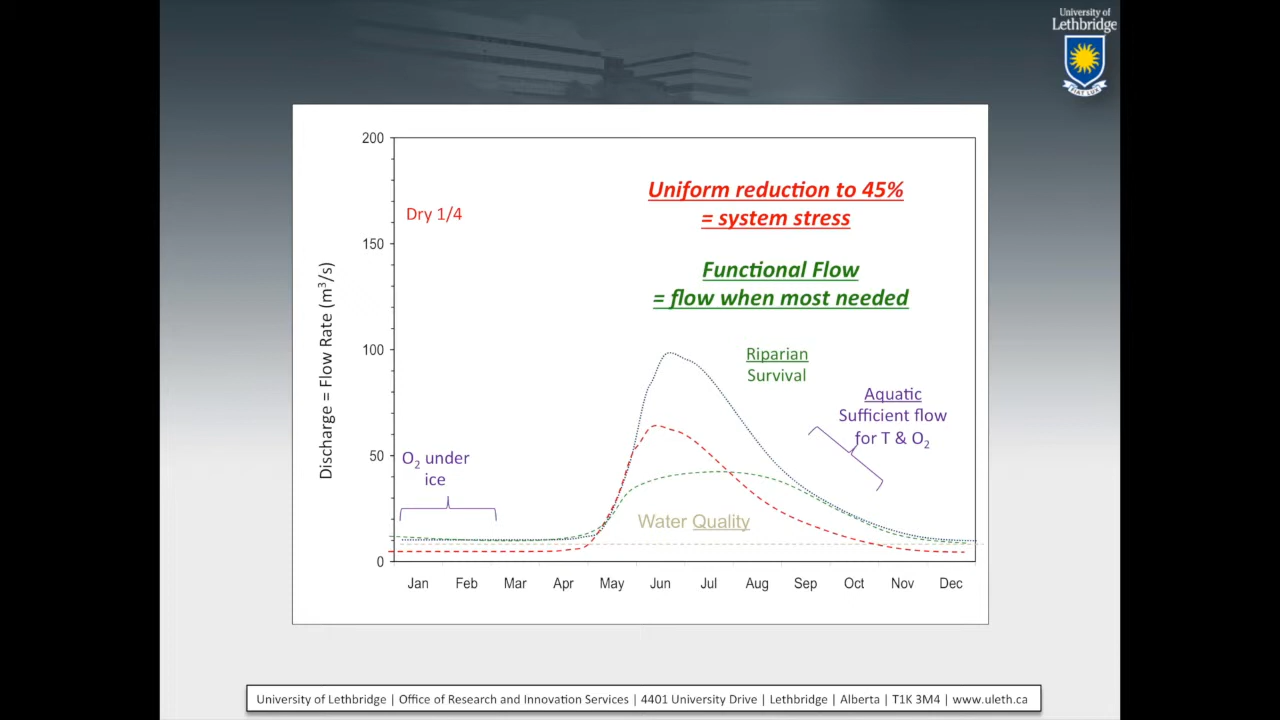 University of
Lethbridge
FIAT LUX
200
150
100
50
0
Discharge = Flow Rate (m³/s)
Dry 1/4
Uniform reduction to 45%
= system stress
Functional Flow
= flow when most needed
Riparian
Survival
Aquatic
Sufficient flow
for T & O₂
O₂ under
ice
Water Quality
Jan Feb Mar Apr May Jun Jul Aug Sep Oct Nov Dec
University of Lethbridge | Office of Research and Innovation Services | 4401 University Drive | Lethbridge | Alberta | T1K 3M4 | www.uleth.ca